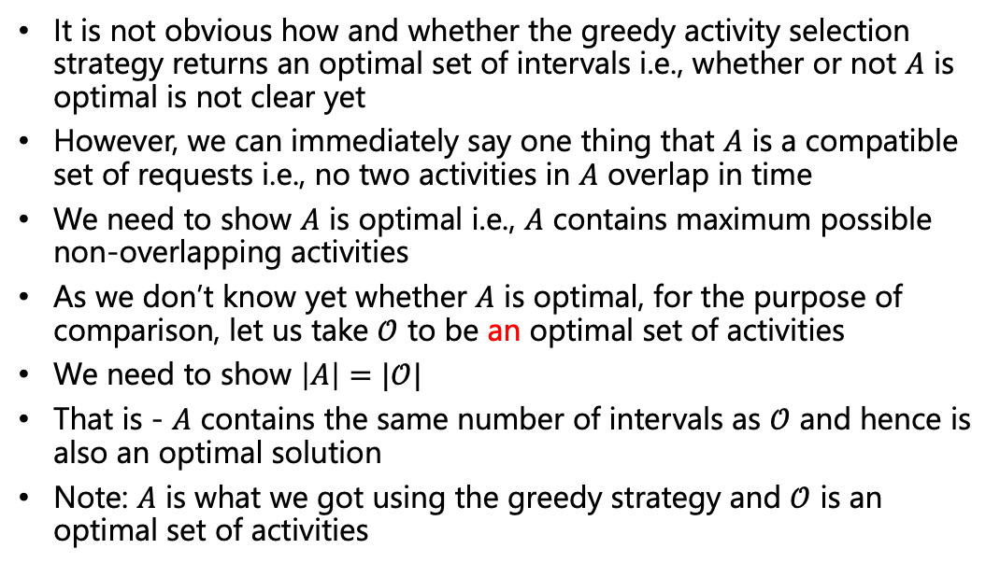 • It is not obvious how and whether the greedy activity selection
strategy returns an optimal set of intervals i.e., whether or not A is
optimal is not clear yet
• However, we can immediately say one thing that A is a compatible
set of requests i.e., no two activities in A overlap in time
• We need to show A is optimal i.e., A contains maximum possible
non-overlapping activities
• As we don’t know yet whether A is optimal, for the purpose of
comparison, let us take 𝒪 to be an optimal set of activities
• We need to show |A| = |𝒪|
• That is - A contains the same number of intervals as 𝒪 and hence is
also an optimal solution
• Note: A is what we got using the greedy strategy and 𝒪 is an
optimal set of activities